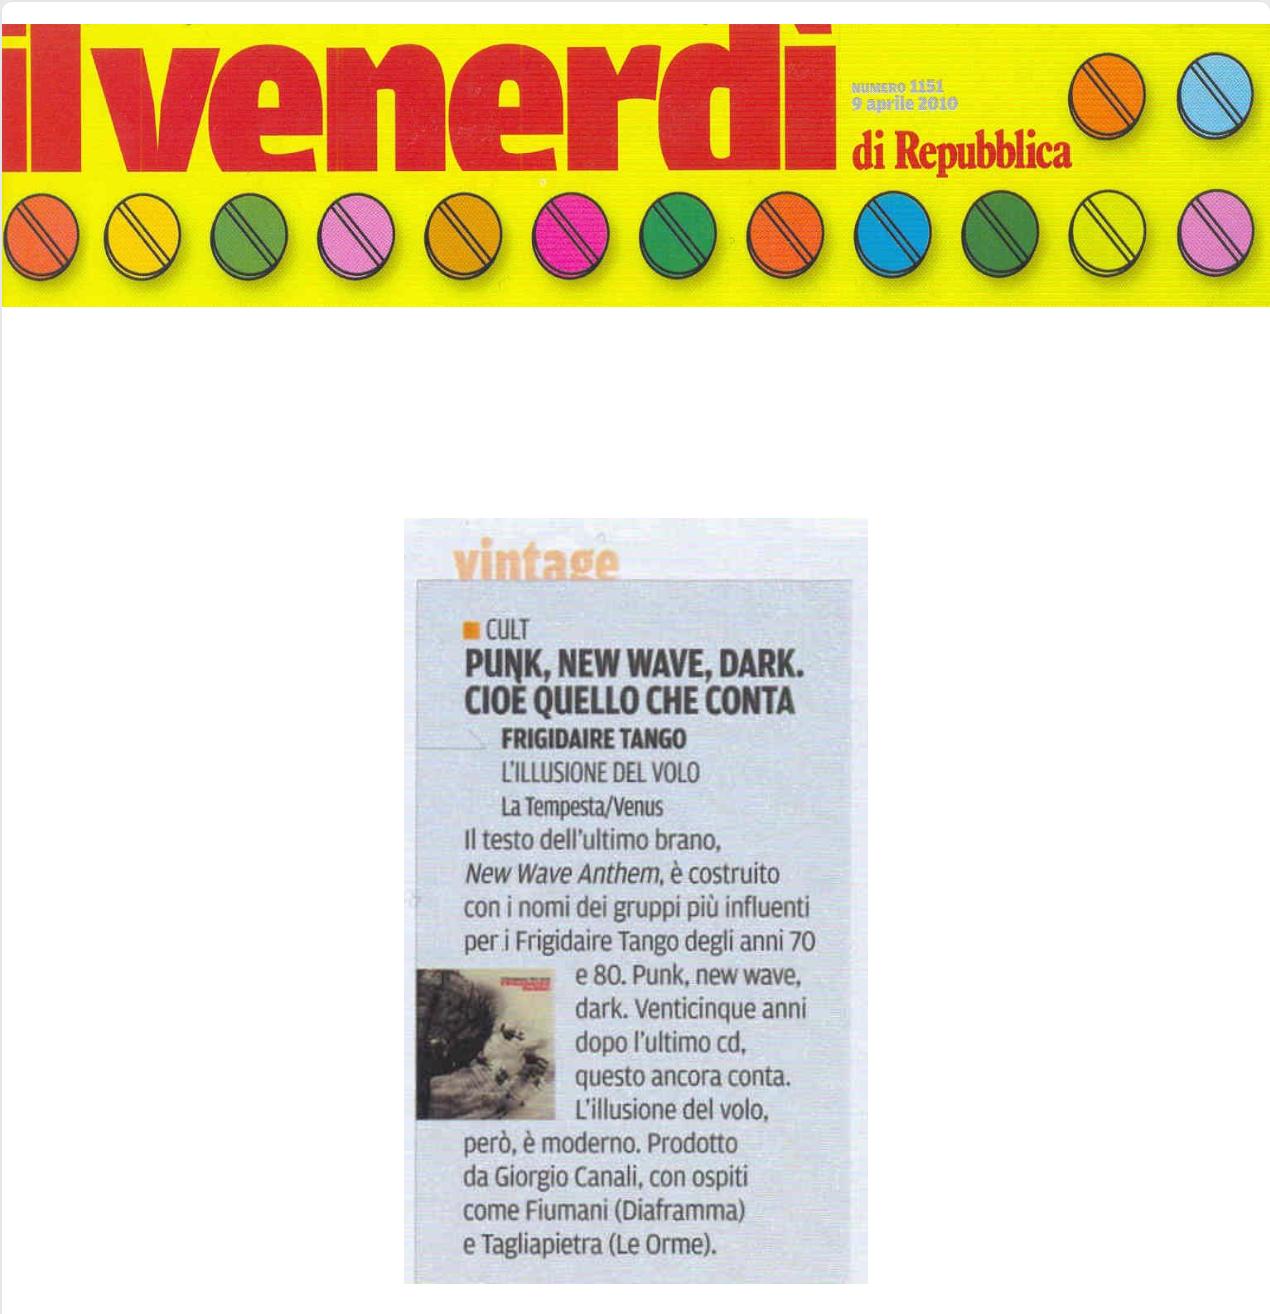 il venerdì
NUMERO 1151
9 aprile 2010
di Repubblica
vintage
CULT
PUNK, NEW WAVE, DARK.
CIOÈ QUELLO CHE CONTA
FRIGIDAIRE TANGO
L'ILLUSIONE DEL VOLO
La Tempesta/Venus
Il testo dell'ultimo brano,
New Wave Anthem, è costruito
con i nomi dei gruppi più influenti
per i Frigidaire Tango degli anni 70
e 80. Punk, new wave,
dark. Venticinque anni
dopo l'ultimo cd,
questo ancora conta.
L'illusione del volo,
però, è moderno. Prodotto
da Giorgio Canali, con ospiti
come Fiumani (Diaframma)
e Tagliapietra (Le Orme).